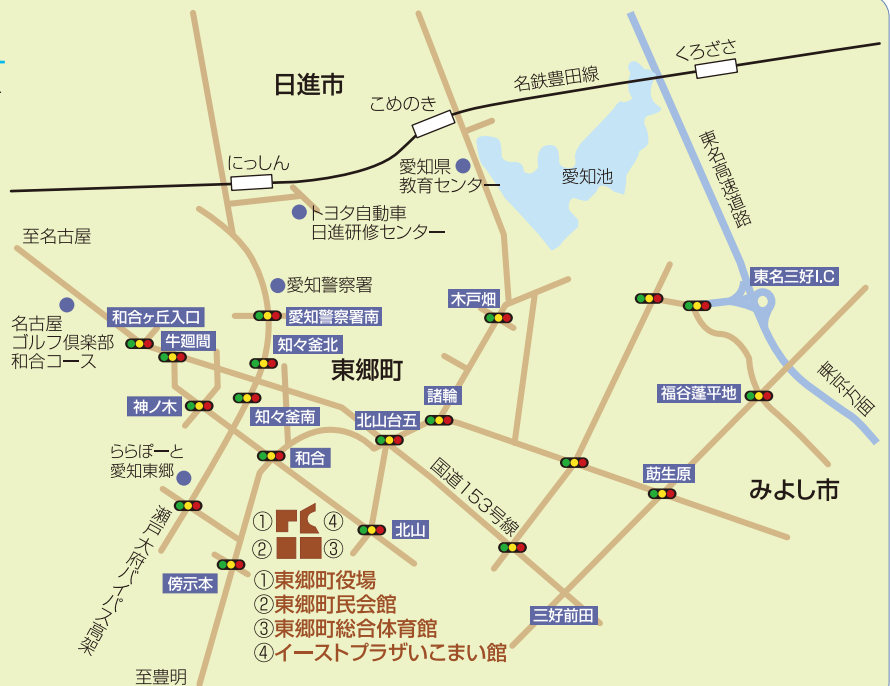 くろざさ
名鉄豊田線
日進市
こめのき
にっしん
愛知県
教育センター
愛知池
東名高速道路
トヨタ自動車
日進研修センター
至名古屋
愛知警察署
東名三好I.C
木戸畑
和合ヶ丘入口
愛知警察署南
名古屋
ゴルフ倶楽部
和合コース
牛廻間
知々釜北
東郷町
東京方面
福谷蓬平地
諸輪
神ノ木
知々釜南
北山台五
ららぽーと
愛知東郷
和合
国道153号線
莇生原
みよし市
瀬戸大府バイパス高架
① ④
② ③
北山
傍示本
①東郷町役場
②東郷町民会館
③東郷町総合体育館
④イーストプラザいこまい館
三好前田
至豊明